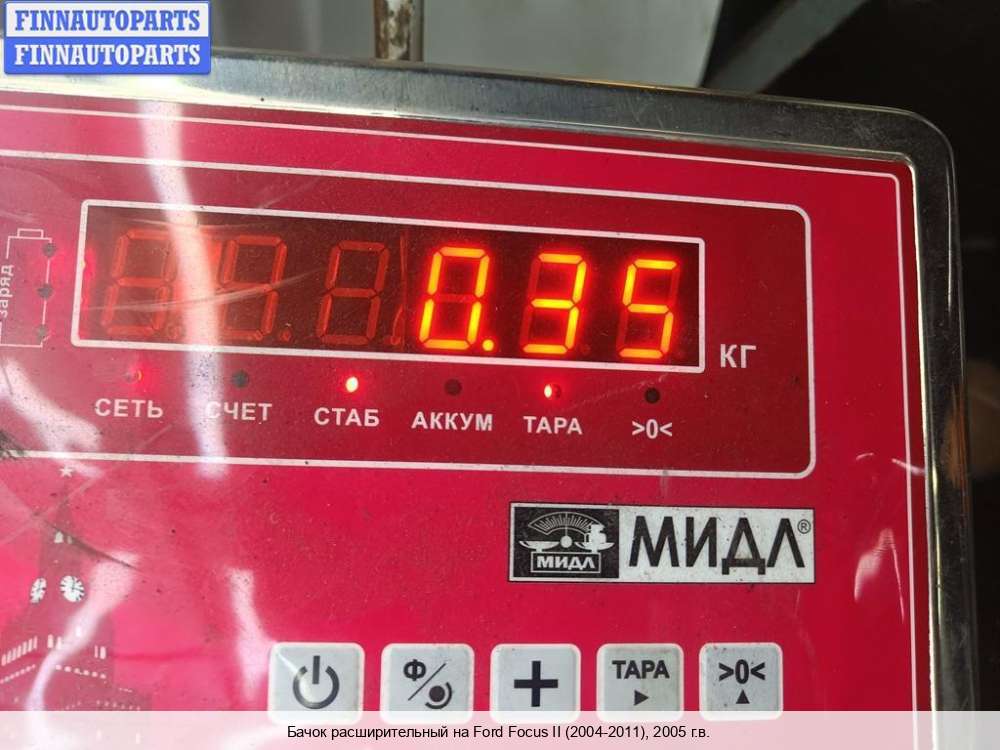 FINNAUTOPARTS
FINNAUTOPARTS
заряд
0.35
КГ
СЕТЬ СЧЕТ СТАБ АККУМ ТАРА >0<
МИДЛ МИДЛ®
Ф/ + ТАРА >0<
Бачок расширительный на Ford Focus II (2004-2011), 2005 г.в.